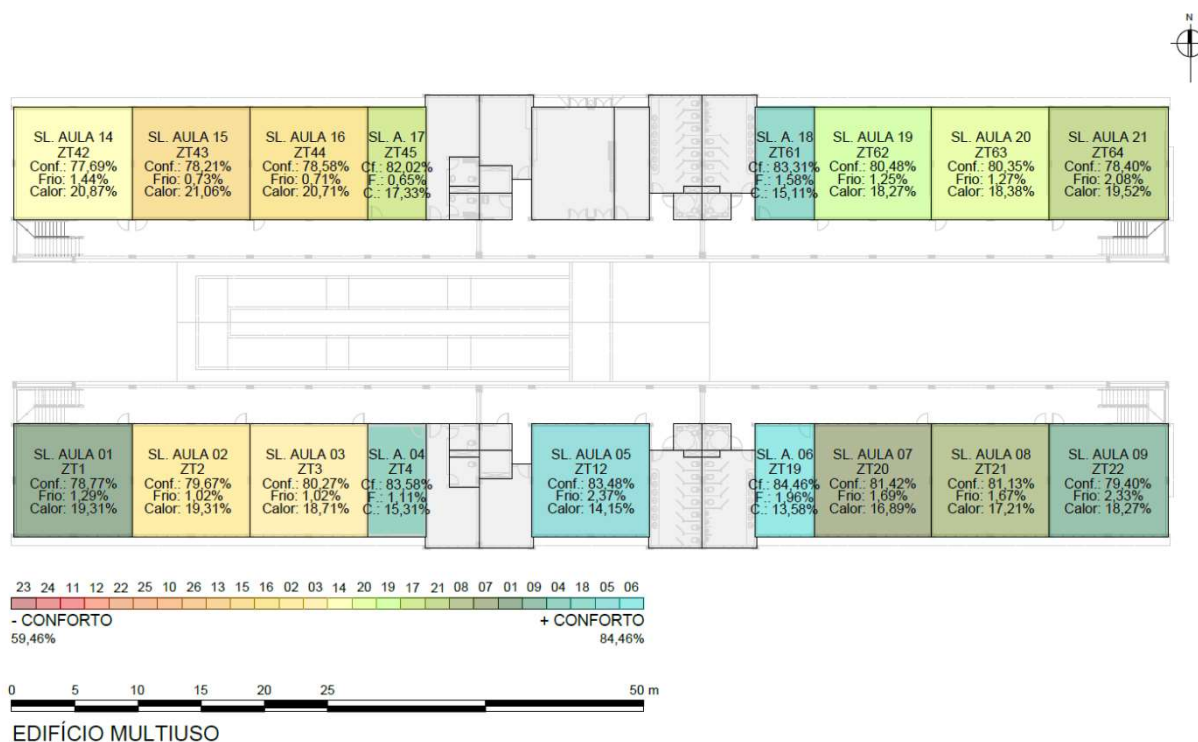 N
SL. AULA 14
ZT42
Conf.: 77,69%
Frio: 1,44%
Calor: 20,87%
SL. AULA 15
ZT43
Conf.: 78,21%
Frio: 0,73%
Calor: 21,06%
SL. AULA 16
ZT44
Conf.: 78,58%
Frio: 0,71%
Calor: 20,71%
SL. A. 17
ZT45
Cf.: 82,02%
F.: 0,65%
C.: 17,33%
SL. A. 18
ZT61
Cf.: 83,31%
F.: 1,58%
C.: 15,11%
SL. AULA 19
ZT62
Conf.: 80,48%
Frio: 1,25%
Calor: 18,27%
SL. AULA 20
ZT63
Conf.: 80,35%
Frio: 1,27%
Calor: 18,38%
SL. AULA 21
ZT64
Conf.: 78,40%
Frio: 2,08%
Calor: 19,52%
SL. AULA 01
ZT1
Conf.: 78,77%
Frio: 1,29%
Calor: 19,31%
SL. AULA 02
ZT2
Conf.: 79,67%
Frio: 1,02%
Calor: 19,31%
SL. AULA 03
ZT3
Conf.: 80,27%
Frio: 1,02%
Calor: 18,71%
SL. A. 04
ZT4
Cf.: 83,58%
F.: 1,11%
C.: 15,31%
SL. AULA 05
ZT12
Conf.: 83,48%
Frio: 2,37%
Calor: 14,15%
SL. A. 06
ZT19
Cf.: 84,46%
F.: 1,96%
C.: 13,58%
SL. AULA 07
ZT20
Conf.: 81,42%
Frio: 1,69%
Calor: 16,89%
SL. AULA 08
ZT21
Conf.: 81,13%
Frio: 1,67%
Calor: 17,21%
SL. AULA 09
ZT22
Conf.: 79,40%
Frio: 2,33%
Calor: 18,27%
23 24 11 12 22 25 10 26 13 15 16 02 03 14 20 19 17 21 08 07 01 09 04 18 05 06
- CONFORTO + CONFORTO
59,46% 84,46%
0 5 10 15 20 25 50 m
EDIFÍCIO MULTIUSO